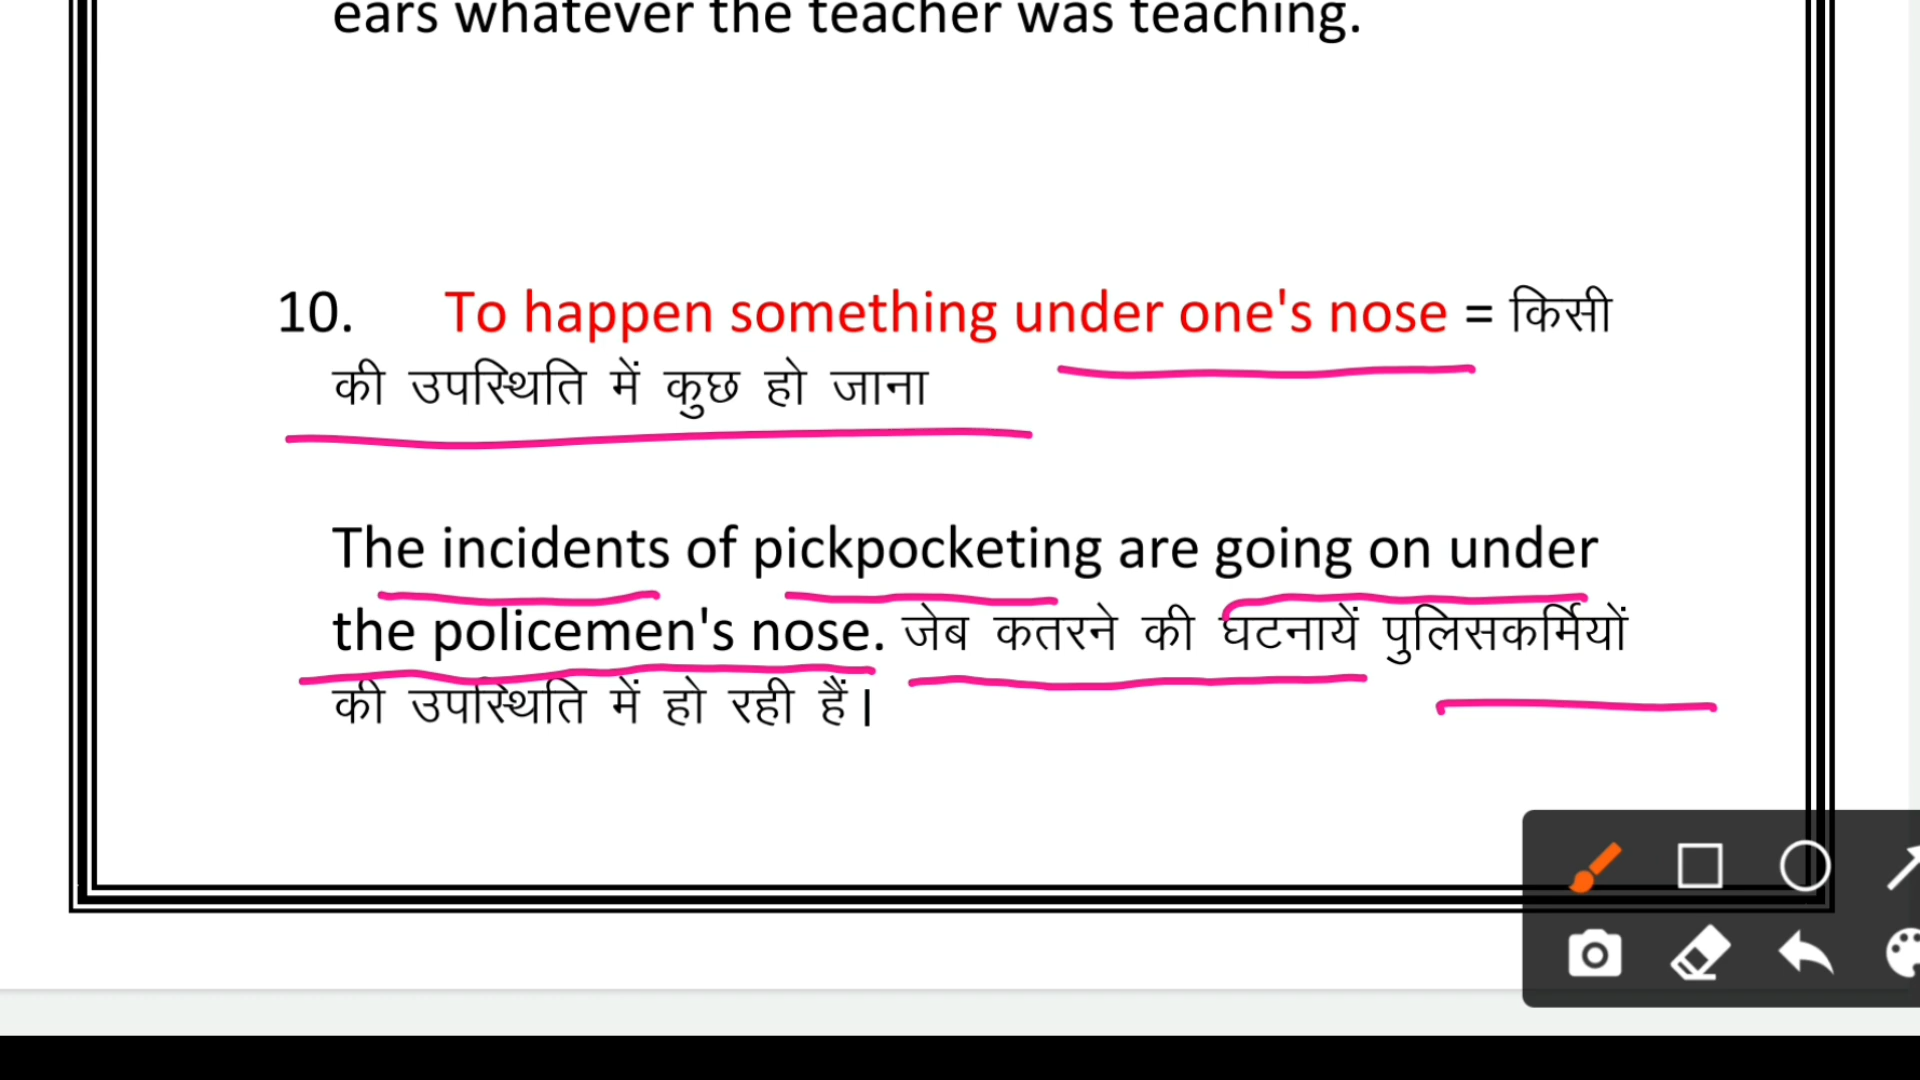 ears whatever the teacher was teaching.
10. To happen something under one's nose = किसी
की उपस्थिति में कुछ हो जाना
The incidents of pickpocketing are going on under
the policemen's nose. जेब कतरने की घटनायें पुलिसकर्मियों
की उपस्थिति में हो रही हैं।